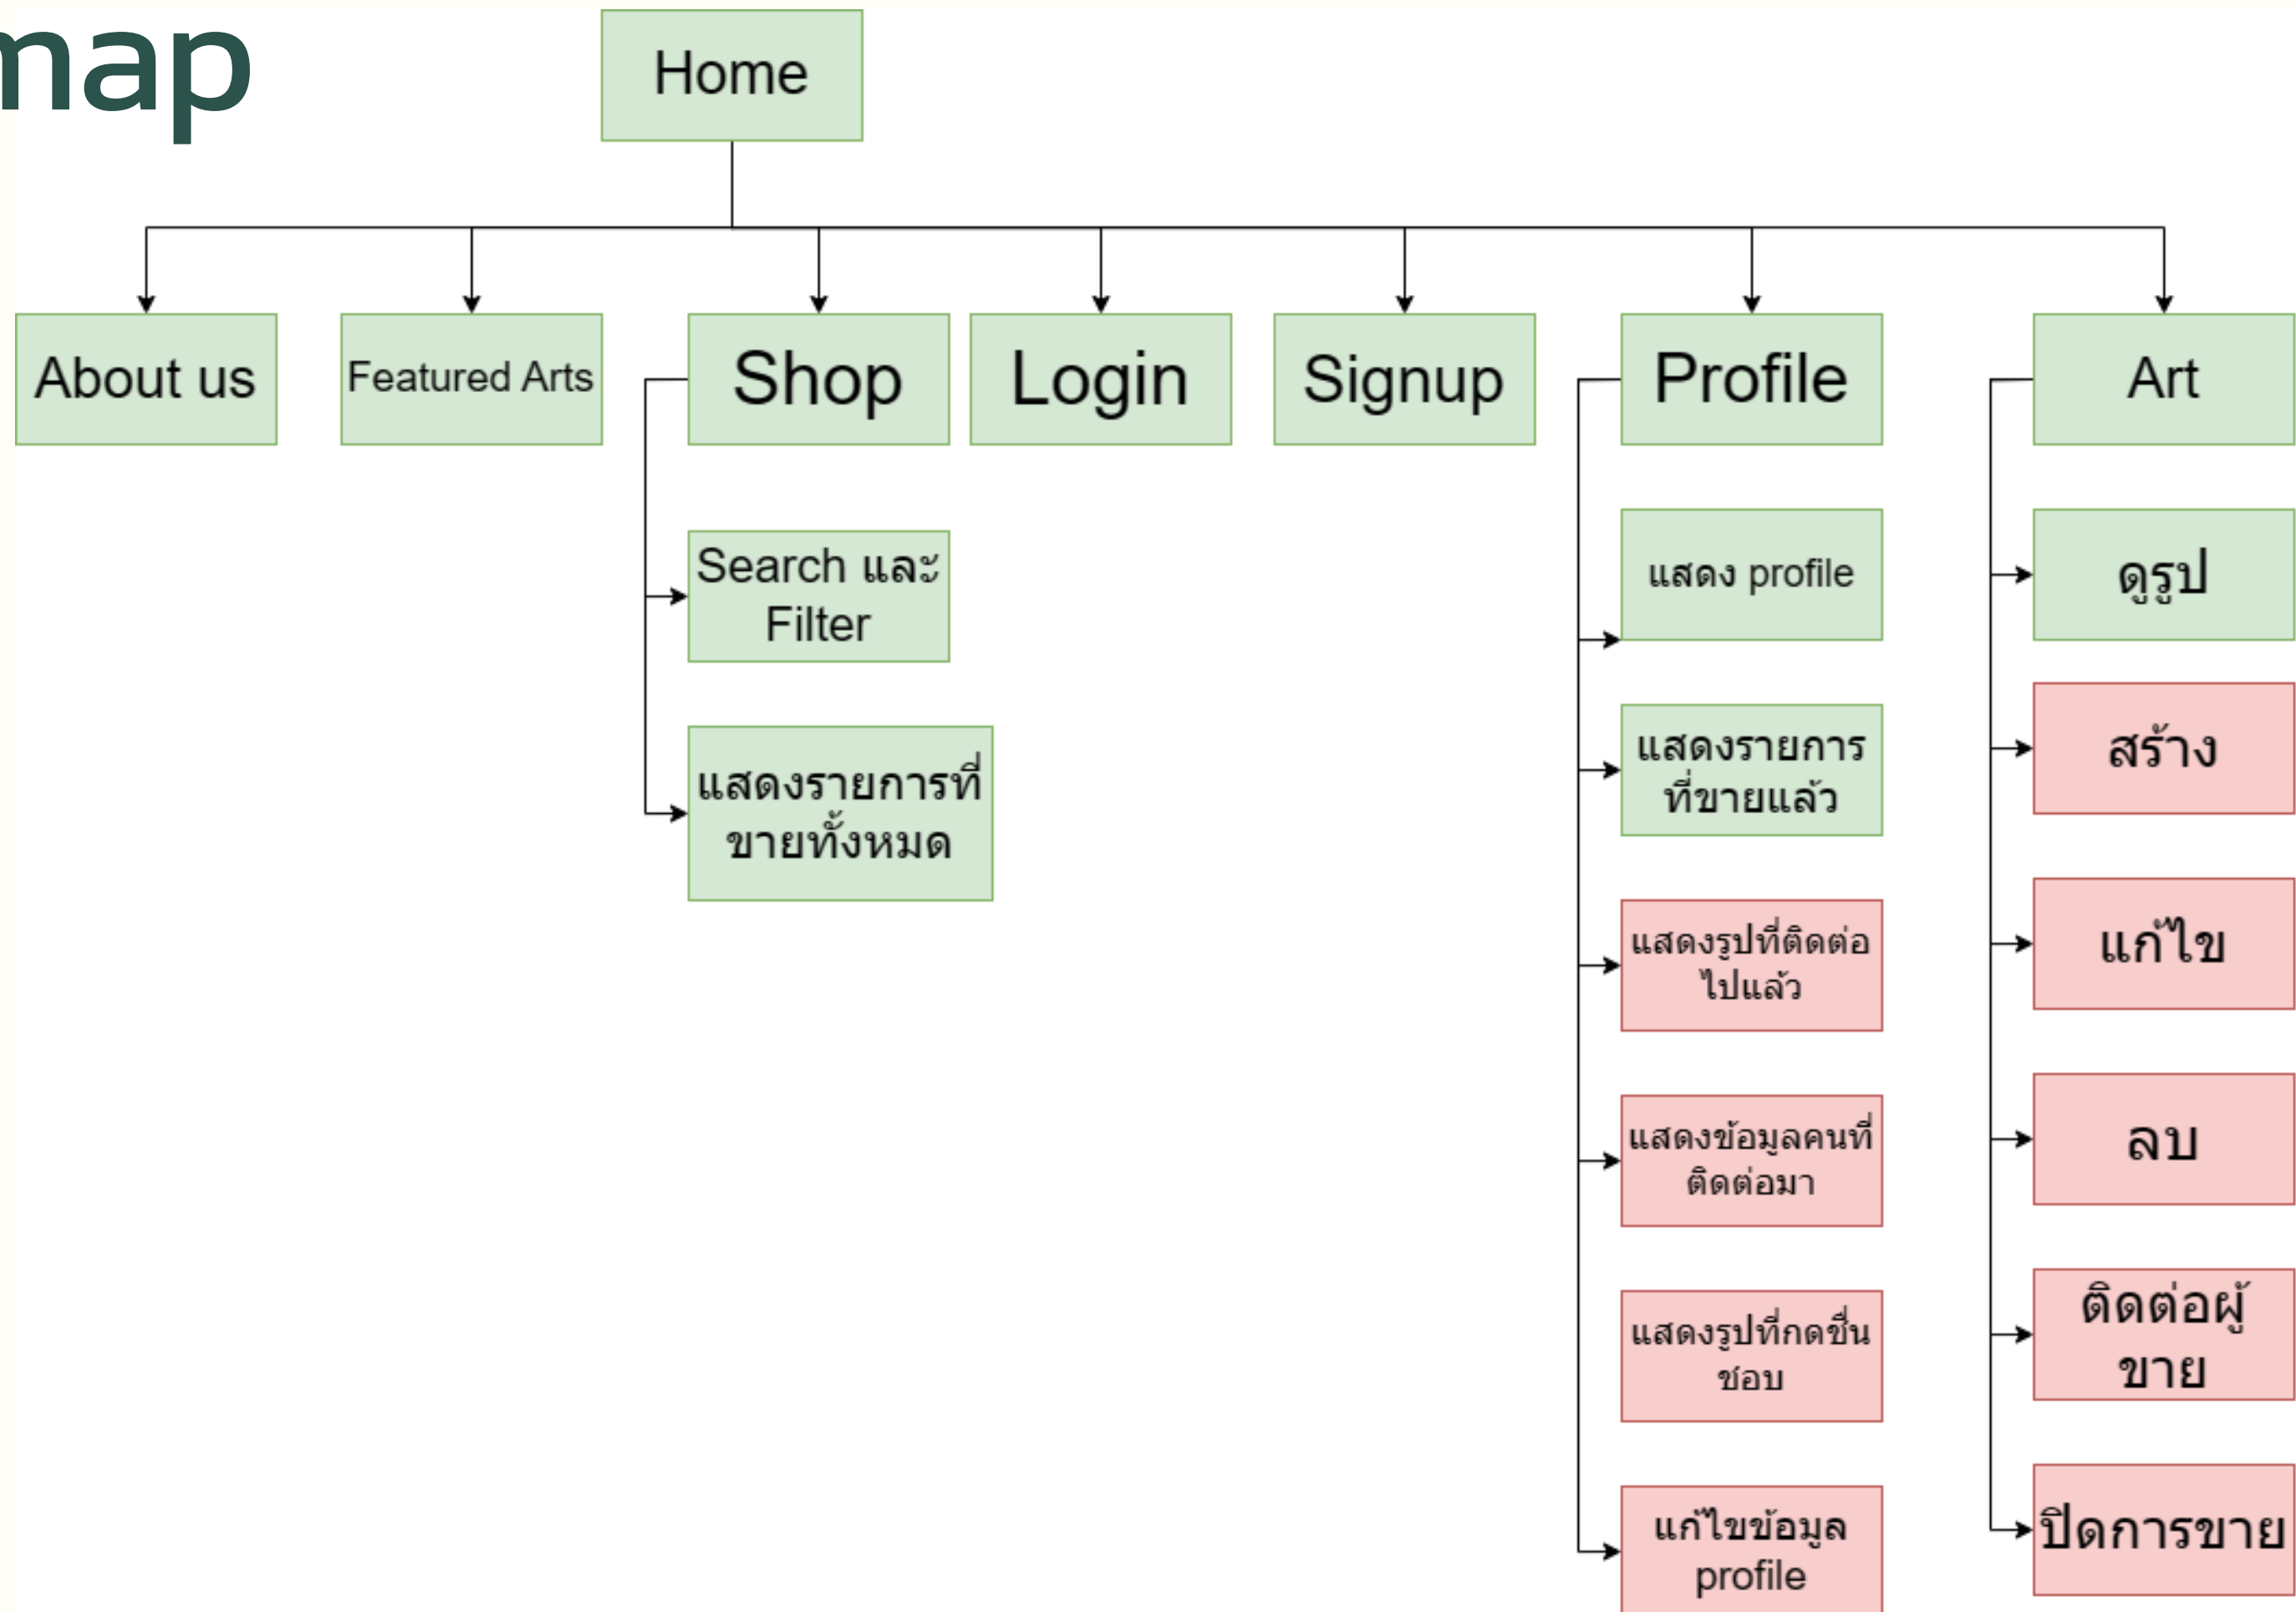 map
Home
About us
Featured Arts
Shop
Login
Signup
Profile
Art
Search และ
Filter
แสดงรายการที่
ขายทั้งหมด
แสดง profile
แสดงรายการ
ที่ขายแล้ว
แสดงรูปที่ติดต่อ
ไปแล้ว
แสดงข้อมูลคนที่
ติดต่อมา
แสดงรูปที่กดชื่น
ชอบ
แก้ไขข้อมูล
profile
ดูรูป
สร้าง
แก้ไข
ลบ
ติดต่อผู้
ขาย
ปิดการขาย